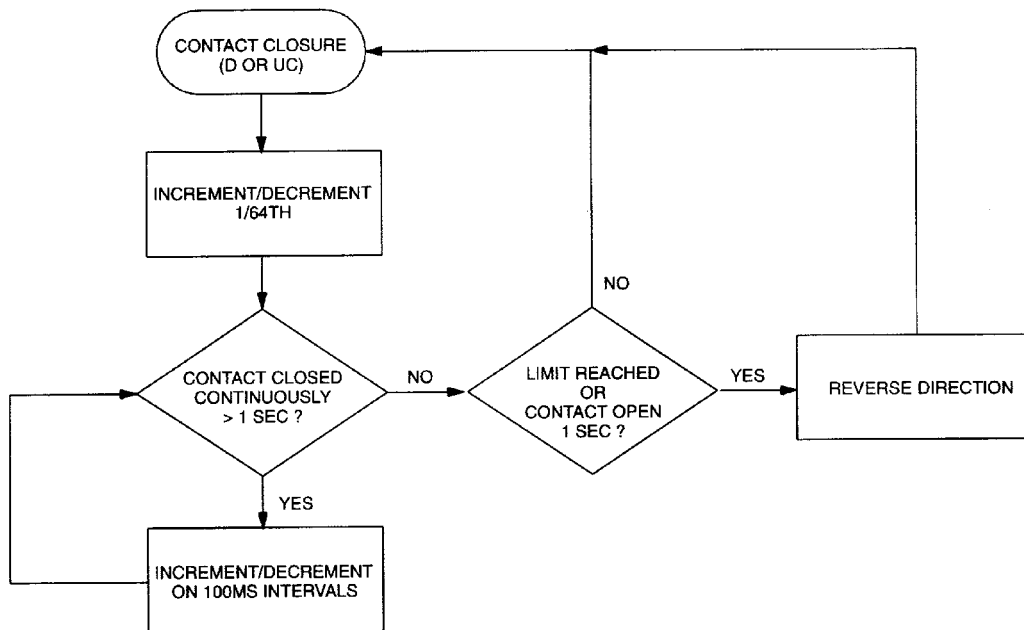 CONTACT CLOSURE
(D OR UC)
INCREMENT/DECREMENT
1/64TH
CONTACT CLOSED
CONTINUOUSLY
> 1 SEC ?
NO
LIMIT REACHED
OR
CONTACT OPEN
1 SEC ?
NO
YES
REVERSE DIRECTION
YES
INCREMENT/DECREMENT
ON 100MS INTERVALS